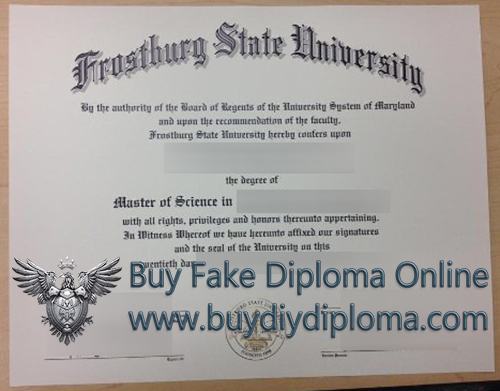 Frostburg State University
By the authority of the Board of Regents of the University System of Maryland
and upon the recommendation of the faculty,
Frostburg State University hereby confers upon
the degree of
Master of Science in
with all rights, privileges and honors thereunto appertaining.
In Witness Whereof we have hereunto affixed our signatures
and the seal of the University on this
day
Buy Fake Diploma Online
www.buydiydiploma.com